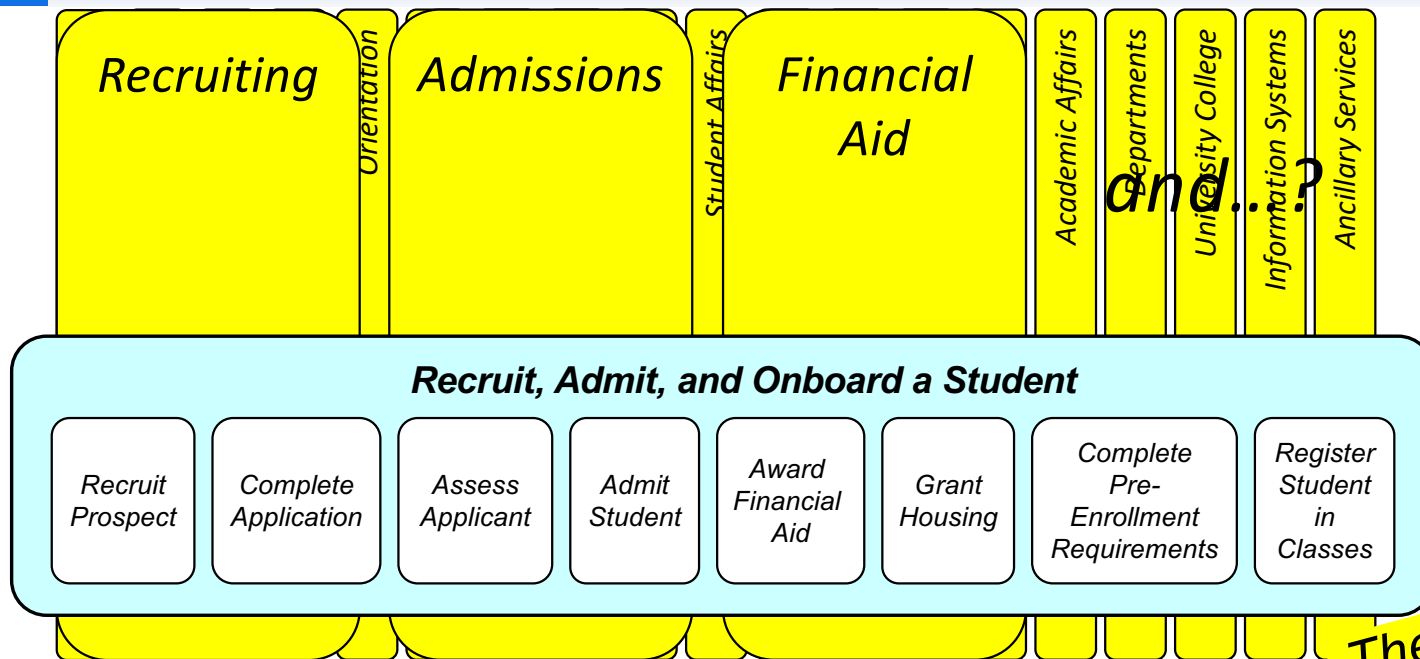 Recruiting
Orientation
Admissions
Student Affairs
Financial
Aid
Academic Affairs
Departments
University College
Information Systems
Ancillary Services
and...?
Recruit, Admit, and Onboard a Student
Recruit
Prospect
Complete
Application
Assess
Applicant
Admit
Student
Award
Financial
Aid
Grant
Housing
Complete
Pre-
Enrollment
Requirements
Register
Student
in
Classes